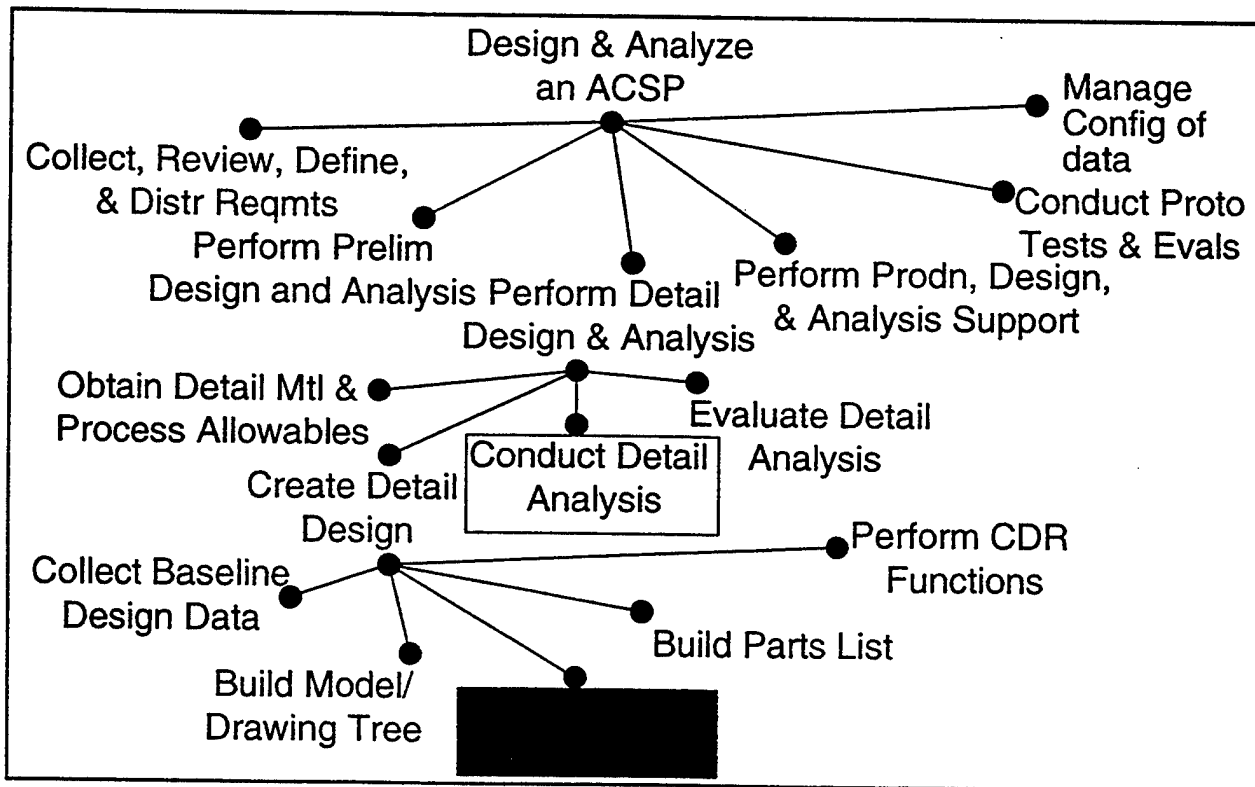 Design & Analyze
an ACSP
Manage
Config of
data
Collect, Review, Define,
& Distr Reqmts
Conduct Proto
Tests & Evals
Perform Prelim
Design and Analysis
Perform Detail
Design & Analysis
Perform Prodn, Design,
& Analysis Support
Obtain Detail Mtl &
Process Allowables
Evaluate Detail
Analysis
Conduct Detail
Analysis
Create Detail
Design
Perform CDR
Functions
Collect Baseline
Design Data
Build Parts List
Build Model/
Drawing Tree